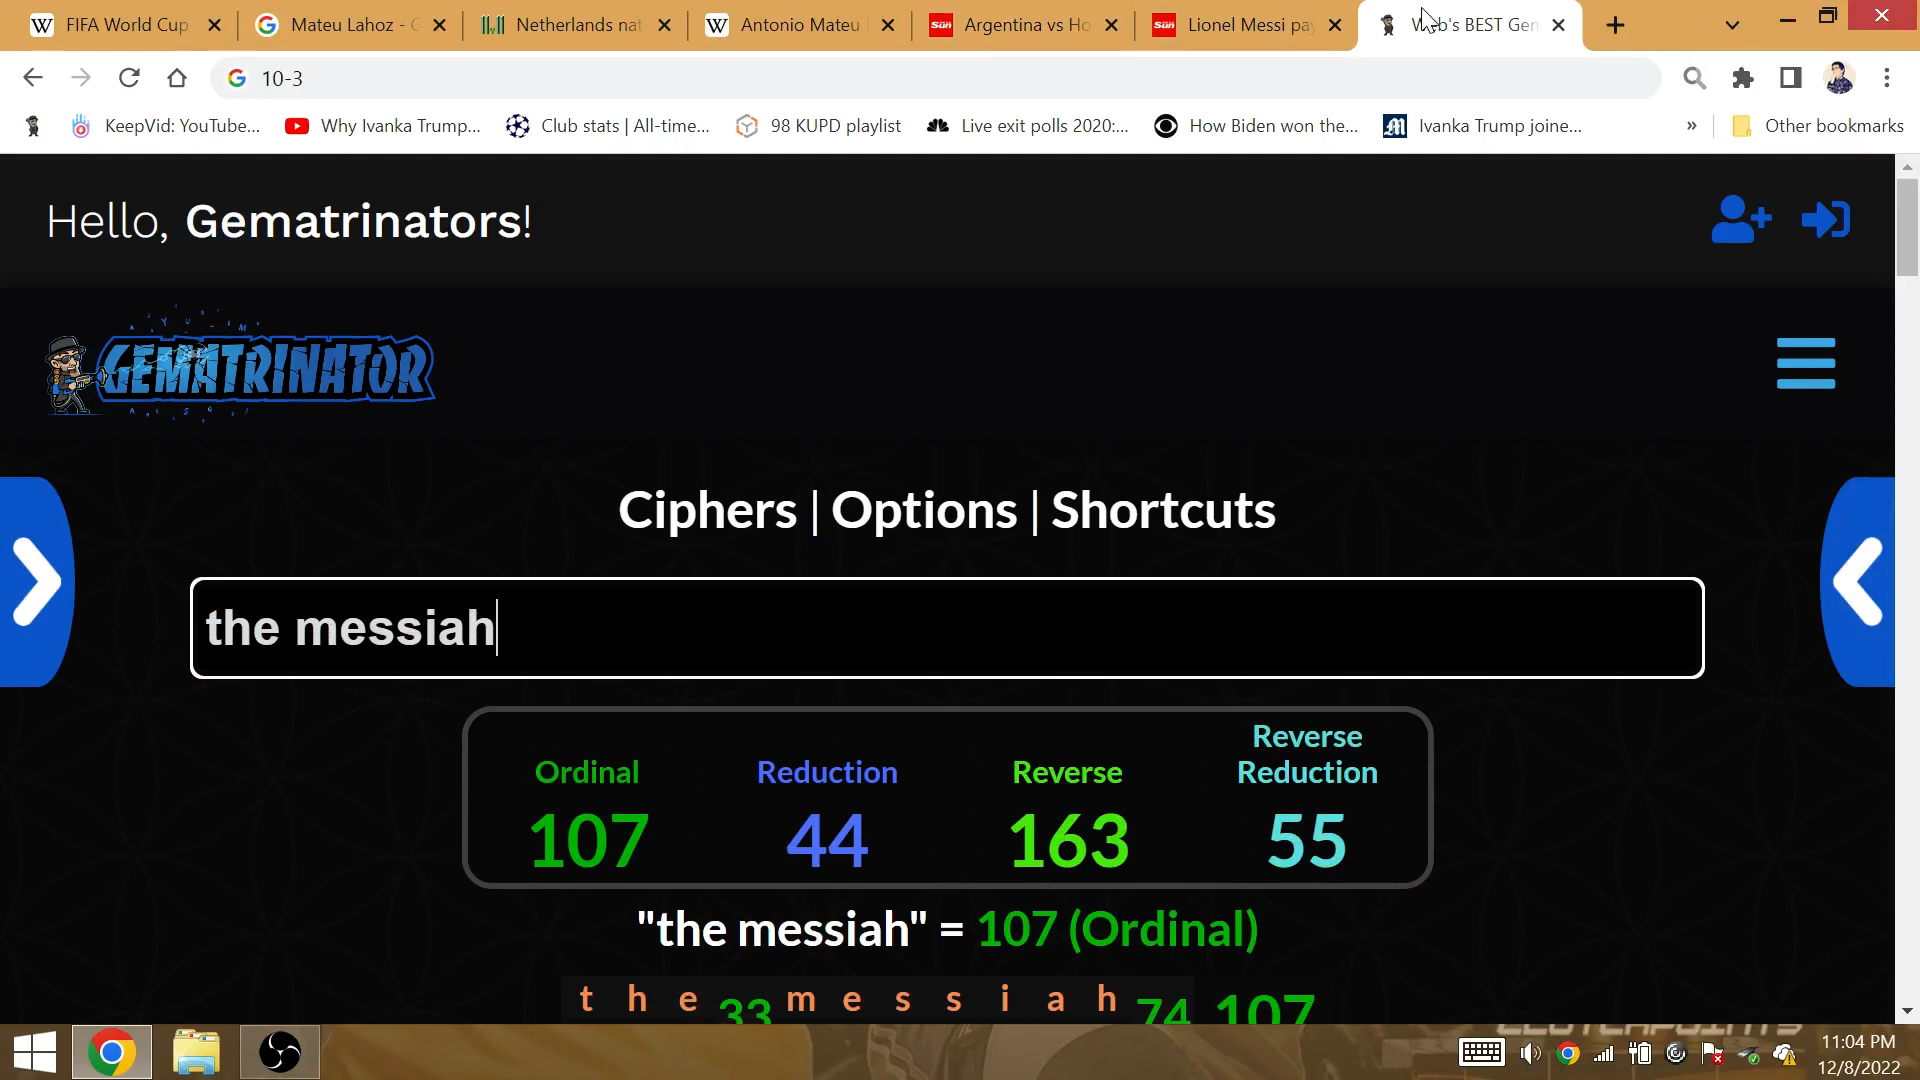 FIFA World Cup
Mateu Lahoz -
Netherlands nat
Antonio Mateu
Argentina vs Ho
Lionel Messi pay
b's BEST Gen
10-3
KeepVid: YouTube...
Why Ivanka Trump...
Club stats | All-time...
98 KUPD playlist
Live exit polls 2020:...
How Biden won the...
Ivanka Trump joine...
»
Other bookmarks
Hello, Gematrinators!
GEMATRINATOR
Ciphers | Options | Shortcuts
the messiah
Ordinal
107
Reduction
44
Reverse
163
Reverse
Reduction
55
"the messiah" = 107 (Ordinal)
t h e 33 m e s s i a h 74 107
11:04 PM
12/8/2022